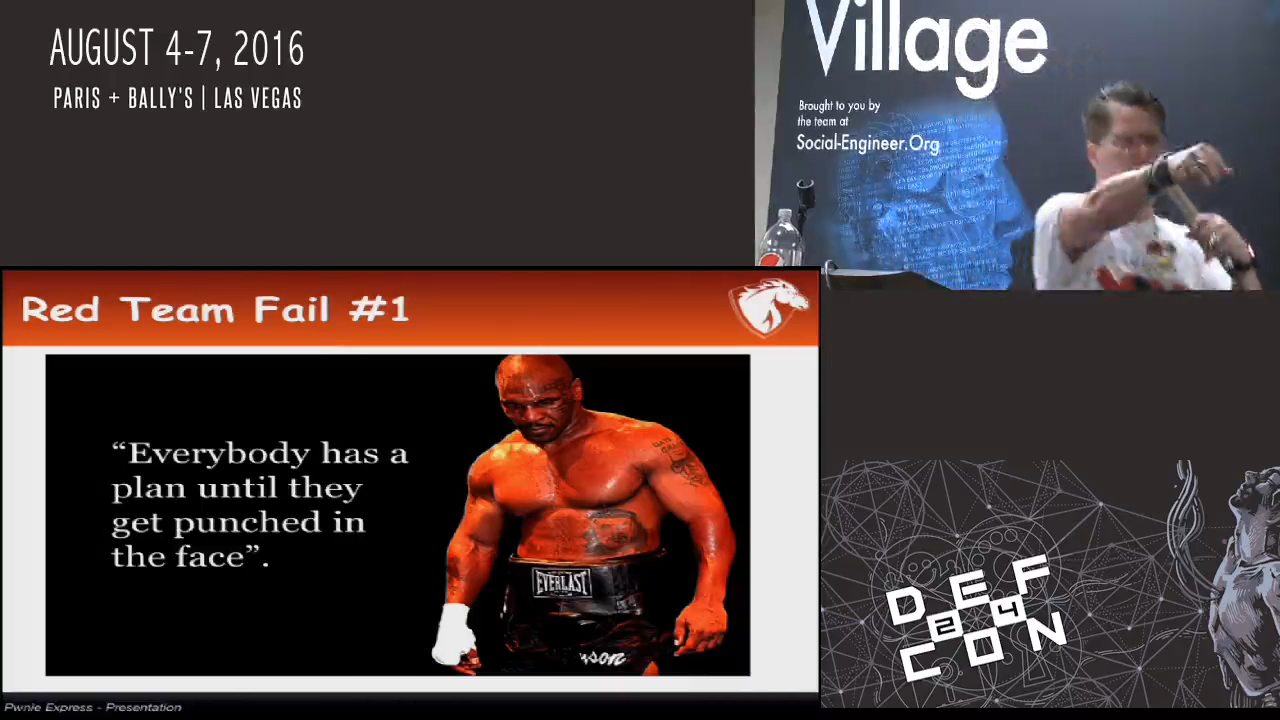 AUGUST 4-7, 2016
PARIS + BALLY'S | LAS VEGAS
Village
Brought to you by
the team at
Social-Engineer.Org
Red Team Fail #1
“Everybody has a
plan until they
get punched in
the face”.
EVERLAST
DEF
24
CON
Pwnie Express - Presentation